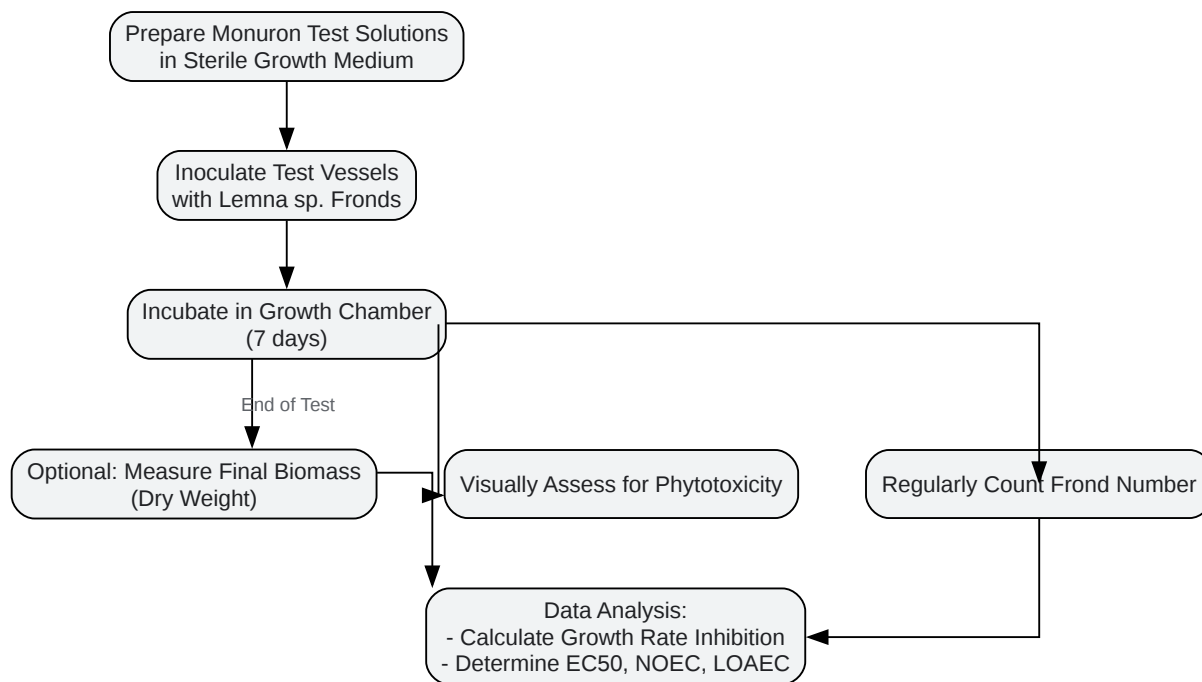 Prepare Monuron Test Solutions
in Sterile Growth Medium
Inoculate Test Vessels
with Lemna sp. Fronds
Incubate in Growth Chamber
(7 days)
End of Test
Optional: Measure Final Biomass
(Dry Weight)
Visually Assess for Phytotoxicity
Regularly Count Frond Number
Data Analysis:
- Calculate Growth Rate Inhibition
- Determine EC50, NOEC, LOAEC